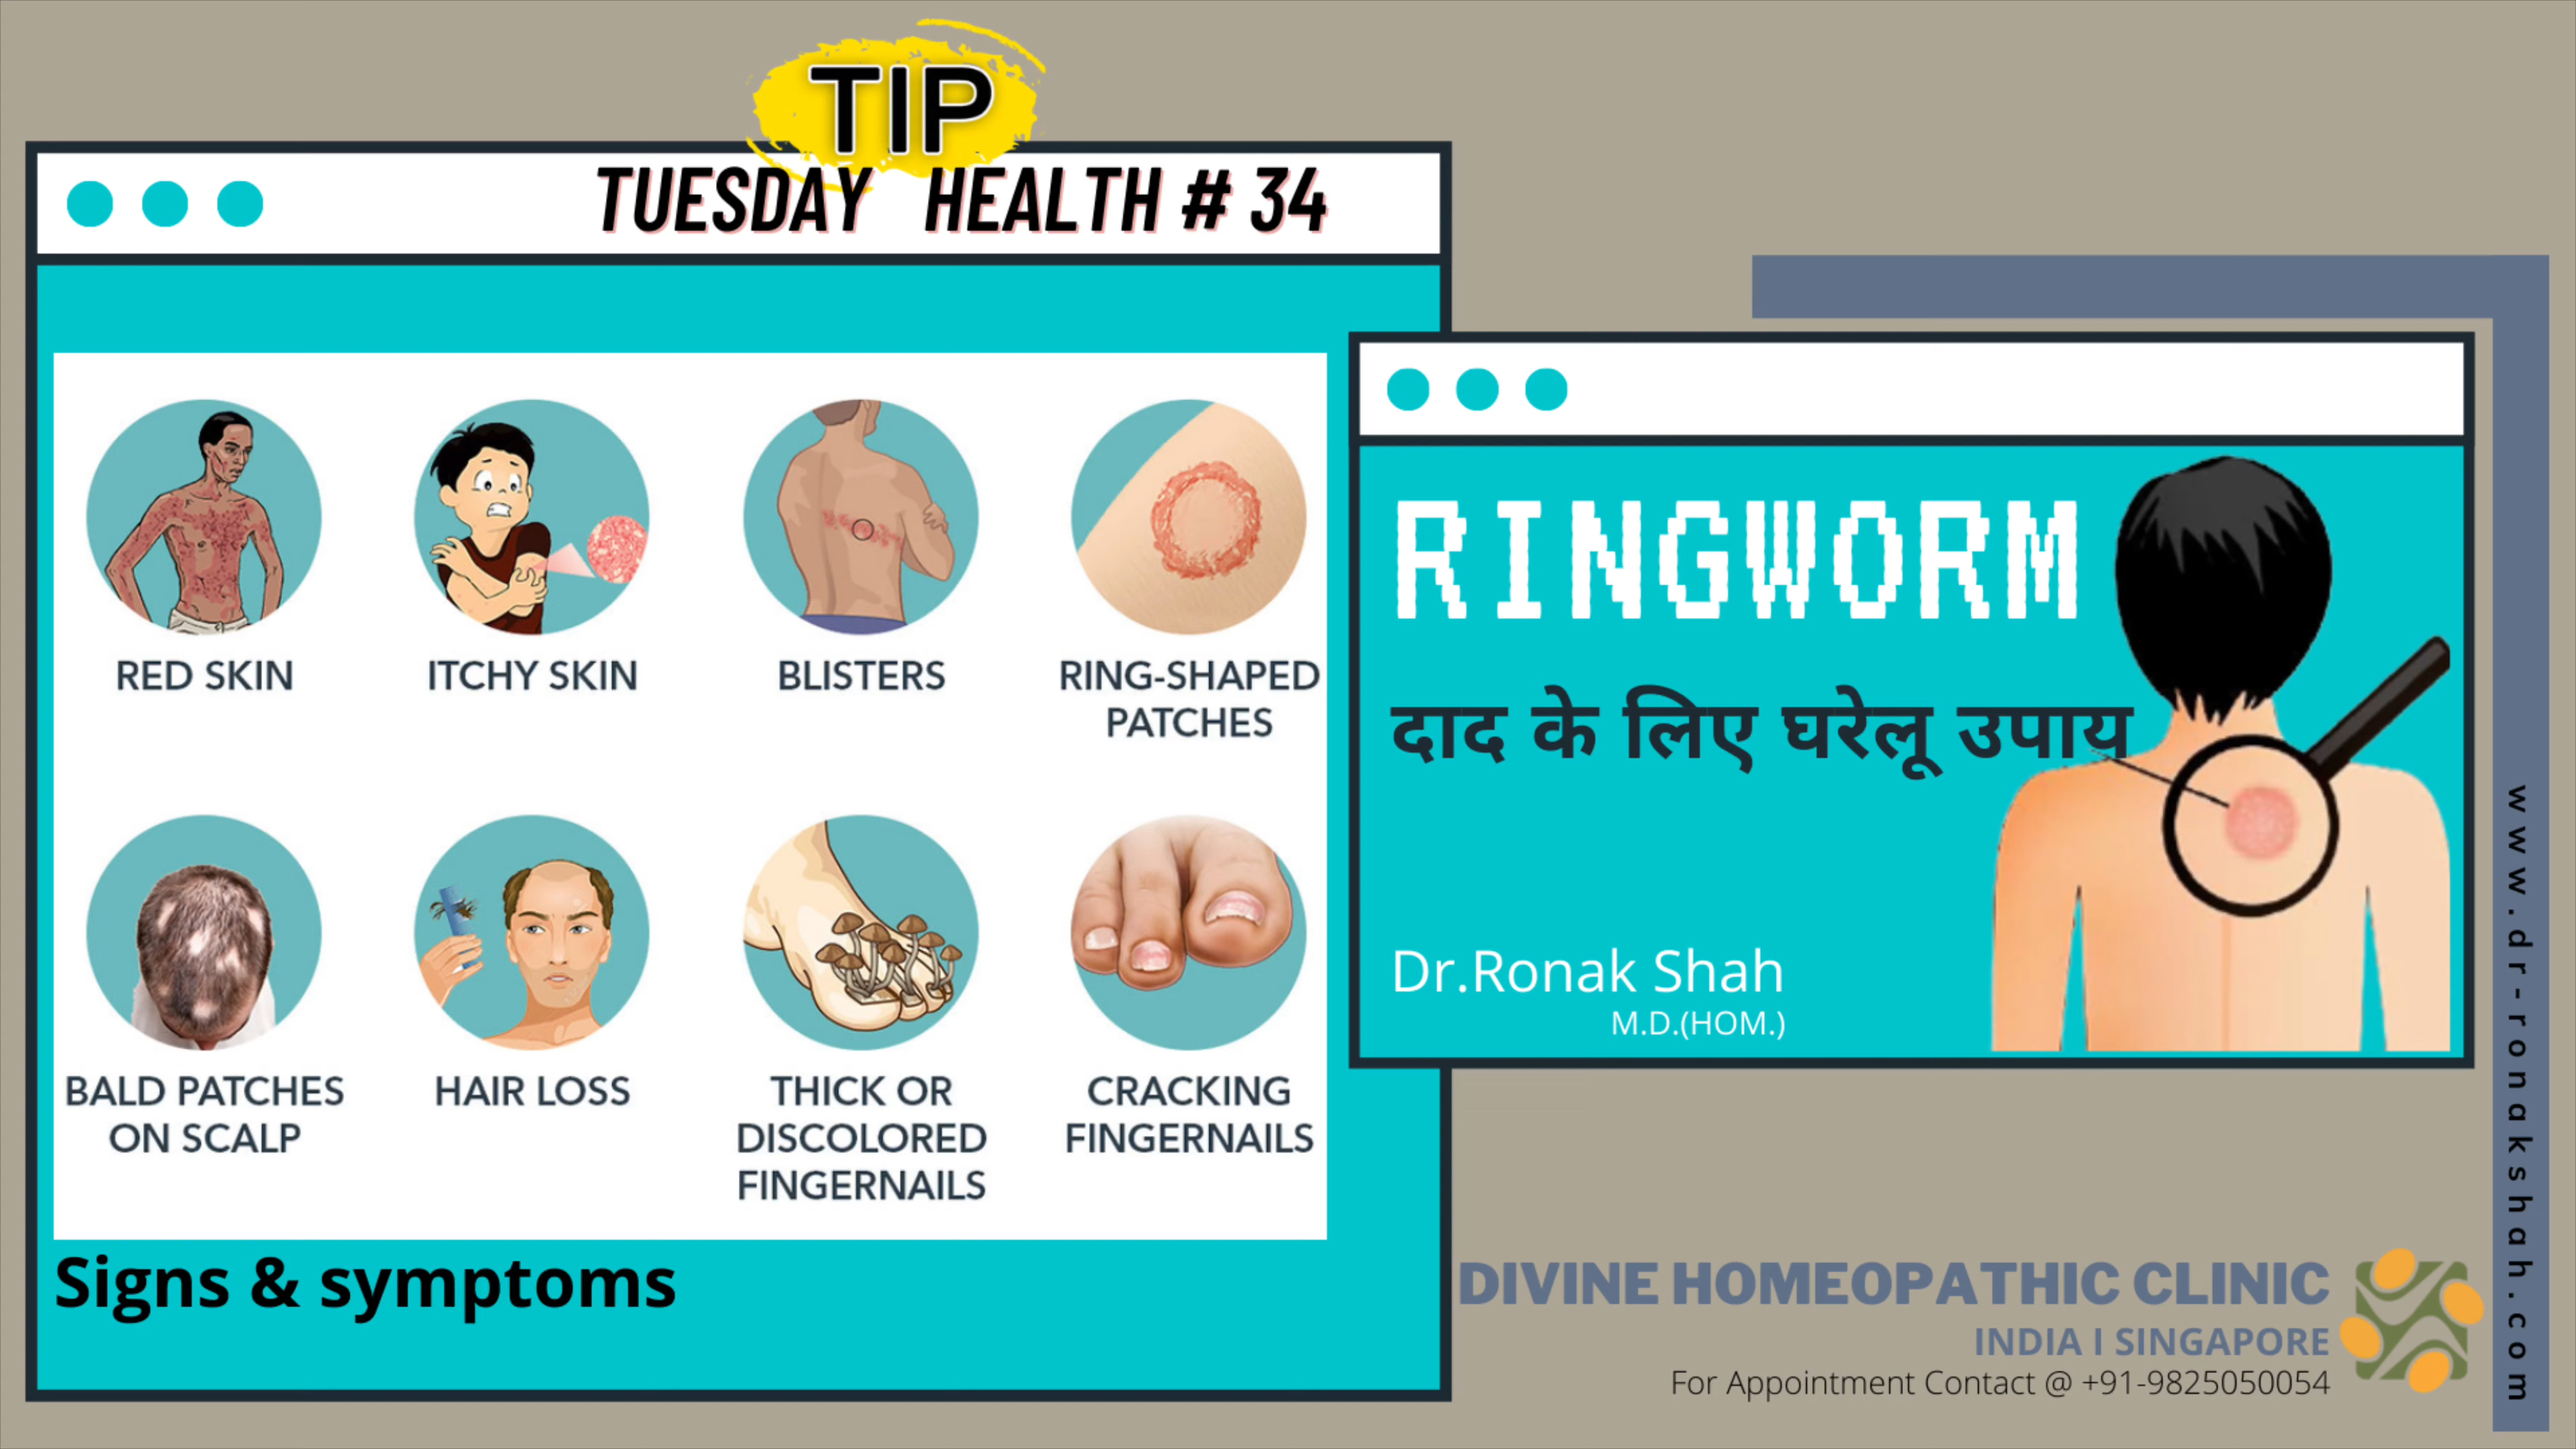 TIP
TUESDAY HEALTH # 34
RED SKIN
ITCHY SKIN
BLISTERS
RING-SHAPED
PATCHES
BALD PATCHES
ON SCALP
HAIR LOSS
THICK OR
DISCOLORED
FINGERNAILS
CRACKING
FINGERNAILS
Signs & symptoms
RINGWORM
दाद के लिए घरेलू उपाय
Dr.Ronak Shah
M.D.(HOM.)
DIVINE HOMEOPATHIC CLINIC
INDIA I SINGAPORE
For Appointment Contact @ +91-9825050054
www.dr-ronakshah.com